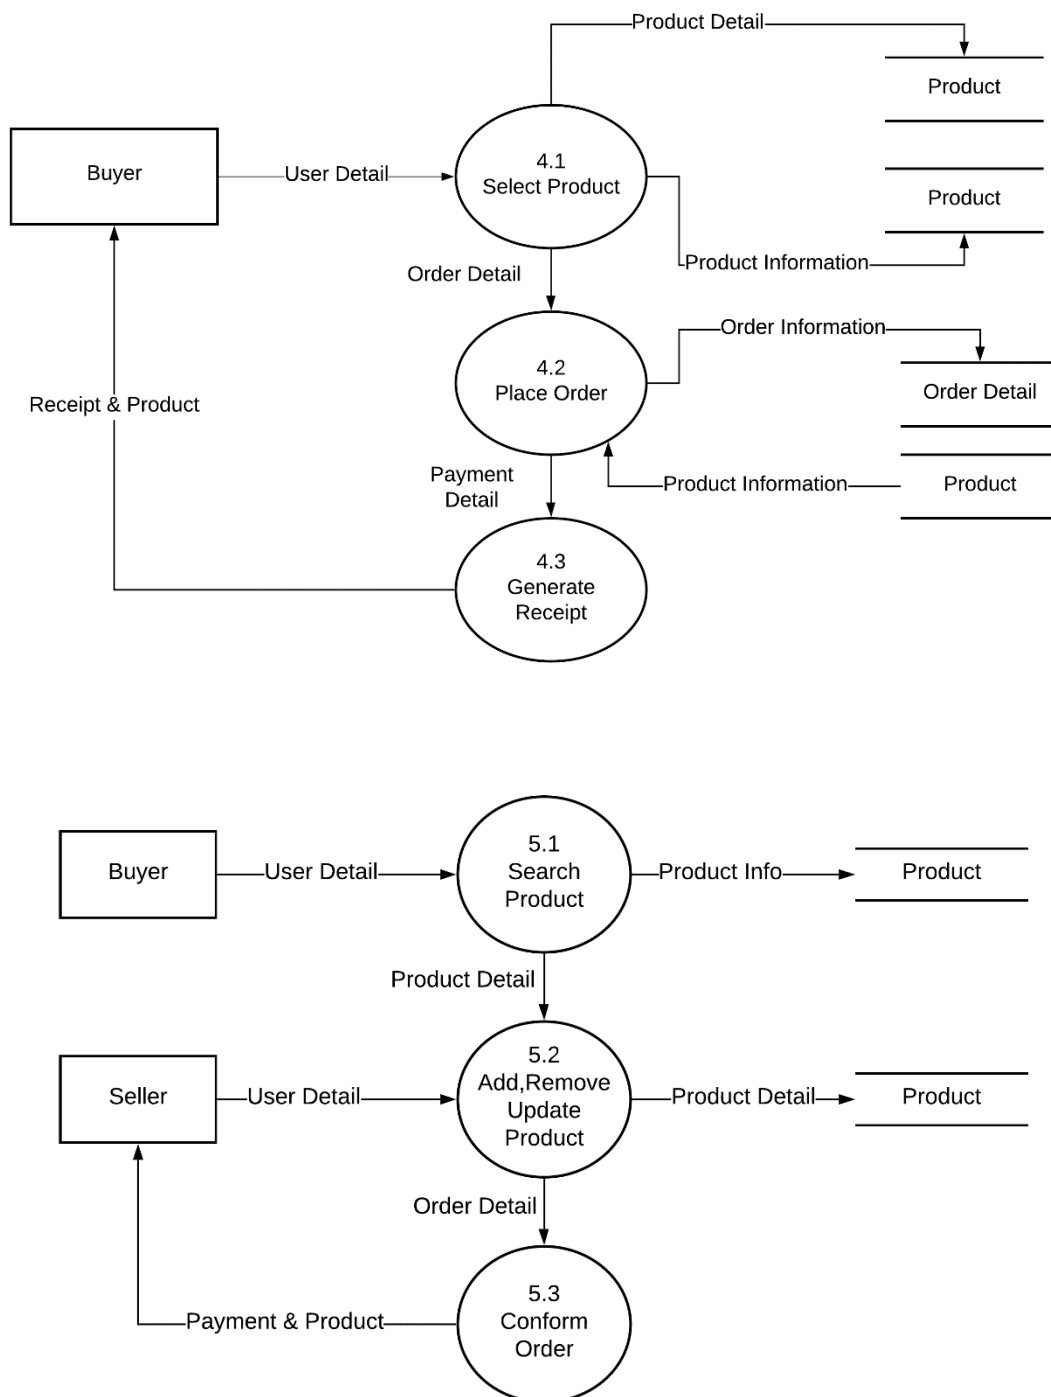 Product Detail
Product
Buyer
User Detail
4.1
Select Product
Product
Product Information
Order Detail
Order Information
4.2
Place Order
Order Detail
Receipt & Product
Payment
Detail
Product Information
Product
4.3
Generate
Receipt
Buyer
User Detail
5.1
Search
Product
Product Info
Product
Product Detail
Seller
User Detail
5.2
Add,Remove
Update
Product
Product Detail
Product
Order Detail
5.3
Conform
Order
Payment & Product